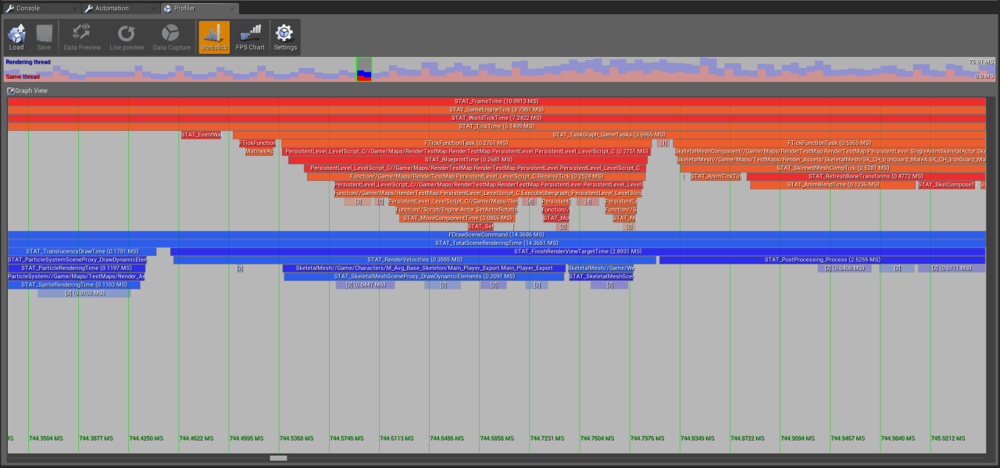 Console Automation Profiler
Load Save Data Preview Live preview Data Capture Statistics FPS Chart Settings
Rendering thread 75.91 MS
Game thread 0.0 MS
Graph View
STAT_FrameTime (10.9913 MS)
STAT_GameEngineTick (8.7907 MS)
STAT_WorldTickTime (7.2422 MS)
STAT_TickTime (6.1409 MS)
STAT_EventWa STAT_TaskGraph_GameTasks (3.6966 MS)
FTickFunction FTickFunctionTask (0.2761 MS) [1] FTickFunctionTask (0.5365 MS)
MatineeAc PersistentLevel_LevelScript_C//Game/Maps/RenderTestMap.RenderTestMap.PersistentLevel.PersistentLevel_LevelScript_C (0.2751 MS) SkeletalMeshComponent//Game/Maps/RenderTestMap.RenderTestMap.PersistentLevel.SingleAnimSkeletalActor.Ske
STAT_BlueprintTime (0.2681 MS) SkeletalMesh//Game/Maps/TestMaps/Render_Assets/SkeletalMesh/SK_CH_IronGuard_MaleA.SK_CH_IronGuard_Ma
PersistentLevel_LevelScript_C//Game/Maps/RenderTestMap.RenderTestMap.PersistentLevel.PersistentLevel_LevelScript_C STAT_SkinnedMeshCompTick (0.5281 MS)
Function//Game/Maps/RenderTestMap.PersistentLevel_LevelScript_C.ReceiveTick (0.2524 MS) ] STAT_AnimTickTin STAT_RefreshBoneTransforms (0.4772 MS)
PersistentLevel_LevelScript_C//Game/Maps/RenderTestMap.RenderTestMap.PersistentLevel.PersistentLevel_LevelS STAT_AnimBlendTime (0.1236 MS) STAT_SkelComposeT ST
Function//Game/Maps/RenderTestMap.PersistentLevel_LevelScript_C.ExecuteUbergraph_PersistentLevel_LevelScr
[3] [1] PersistentLevel_LevelScript_C//Game/Maps/Ren [4] Persistent [4] PersistentLe
Function//Script/Engine.Actor.SetActorRotatio Function// Function//S
STAT_MoveComponentTime (0.0866 MS) STAT_Mo STAT_M
STAT_Set ] [2] [2]
FDrawSceneCommand (14.3696 MS)
STAT_TotalSceneRenderingTime (14.3651 MS)
STAT_TranslucencyDrawTime (0.1791 MS) STAT_FinishRenderViewTargetTime (2.8931 MS)
STAT_ParticleSystemSceneProxy_DrawDynamicElen STAT_RenderVelocities (0.3595 MS) STAT_PostProcessing_Process (2.5255 MS)
STAT_ParticleRenderingTime (0.1197 MS) [2] SkeletalMesh//Game/Characters/M_Avg_Base_Skeleton/Main_Player_Export.Main_Player_Export SkeletalMesh//Game/We [2] (0.0408 MS) [2] [2] (0.0771 MS)
ParticleSystem//Game/Maps/TestMaps/Render_As STAT_SkeletalMeshSceneProxy_DrawDynamicElements (0.2091 MS) STAT_SkeletalMeshScer
STAT_SpriteRenderingTime (0.1103 MS) [2] (0.0447 MS) [2] [2] [2] [2]
[2] (0.0702 MS)
MS 744.3504 MS 744.3877 MS 744.4250 MS 744.4622 MS 744.4995 MS 744.5368 MS 744.5740 MS 744.6113 MS 744.6486 MS 744.6858 MS 744.7231 MS 744.7604 MS 744.7976 MS 744.8349 MS 744.8722 MS 744.9094 MS 744.9467 MS 744.9840 MS 745.0212 MS